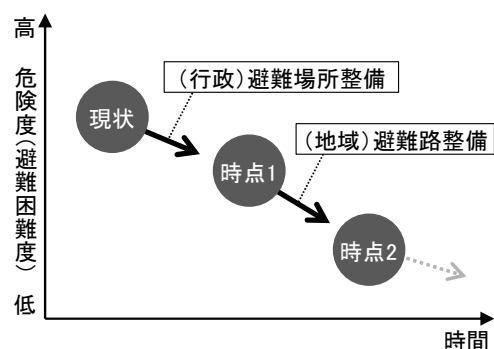 高
危険度（避難困難度）
低
（行政）避難場所整備
現状
（地域）避難路整備
時点1
時点2
時間